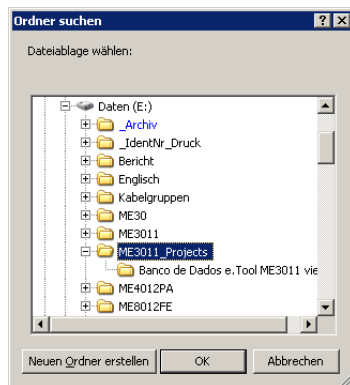 Ordner suchen
Dateiablage wählen:
Daten (E:)
_Archiv
_IdentNr_Druck
Bericht
Englisch
Kabelgruppen
ME30
ME3011
ME3011_Projects
Banco de Dados e.Tool ME3011 vie
ME4012PA
ME8012FE
Neuen Ordner erstellen
OK
Abbrechen